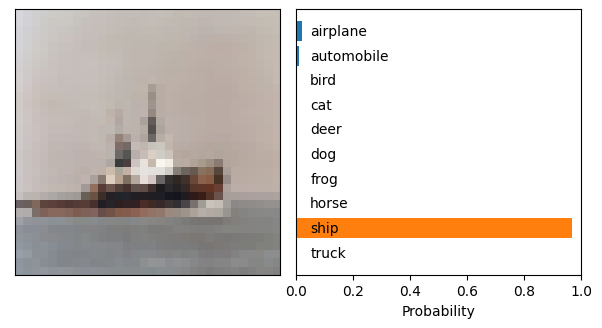 airplane
automobile
bird
cat
deer
dog
frog
horse
ship
truck
0.0 0.2 0.4 0.6 0.8 1.0
Probability